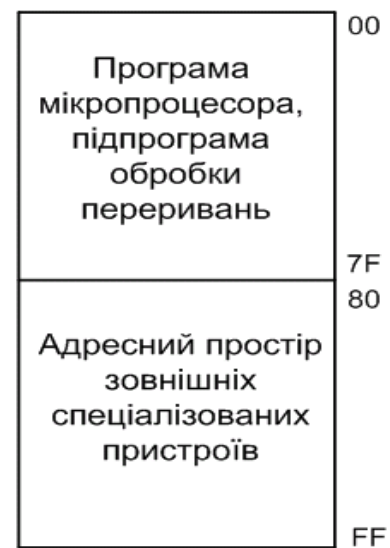 00
Програма
мікропроцесора,
підпрограма
обробки
переривань
7F
80
Адресний простір
зовнішніх
спеціалізованих
пристроїв
FF